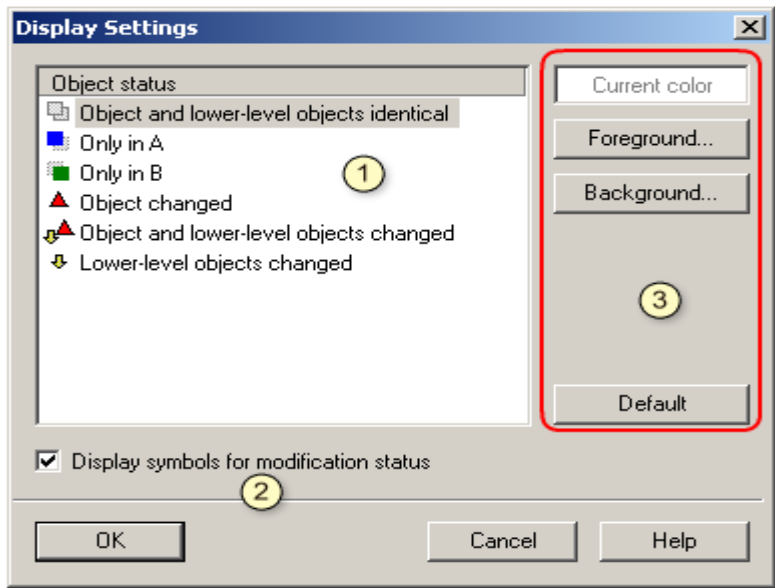 Display Settings
Object status
Object and lower-level objects identical
Only in A
Only in B
Object changed
Object and lower-level objects changed
Lower-level objects changed
1
Current color
Foreground...
Background...
3
Default
Display symbols for modification status
2
OK
Cancel
Help